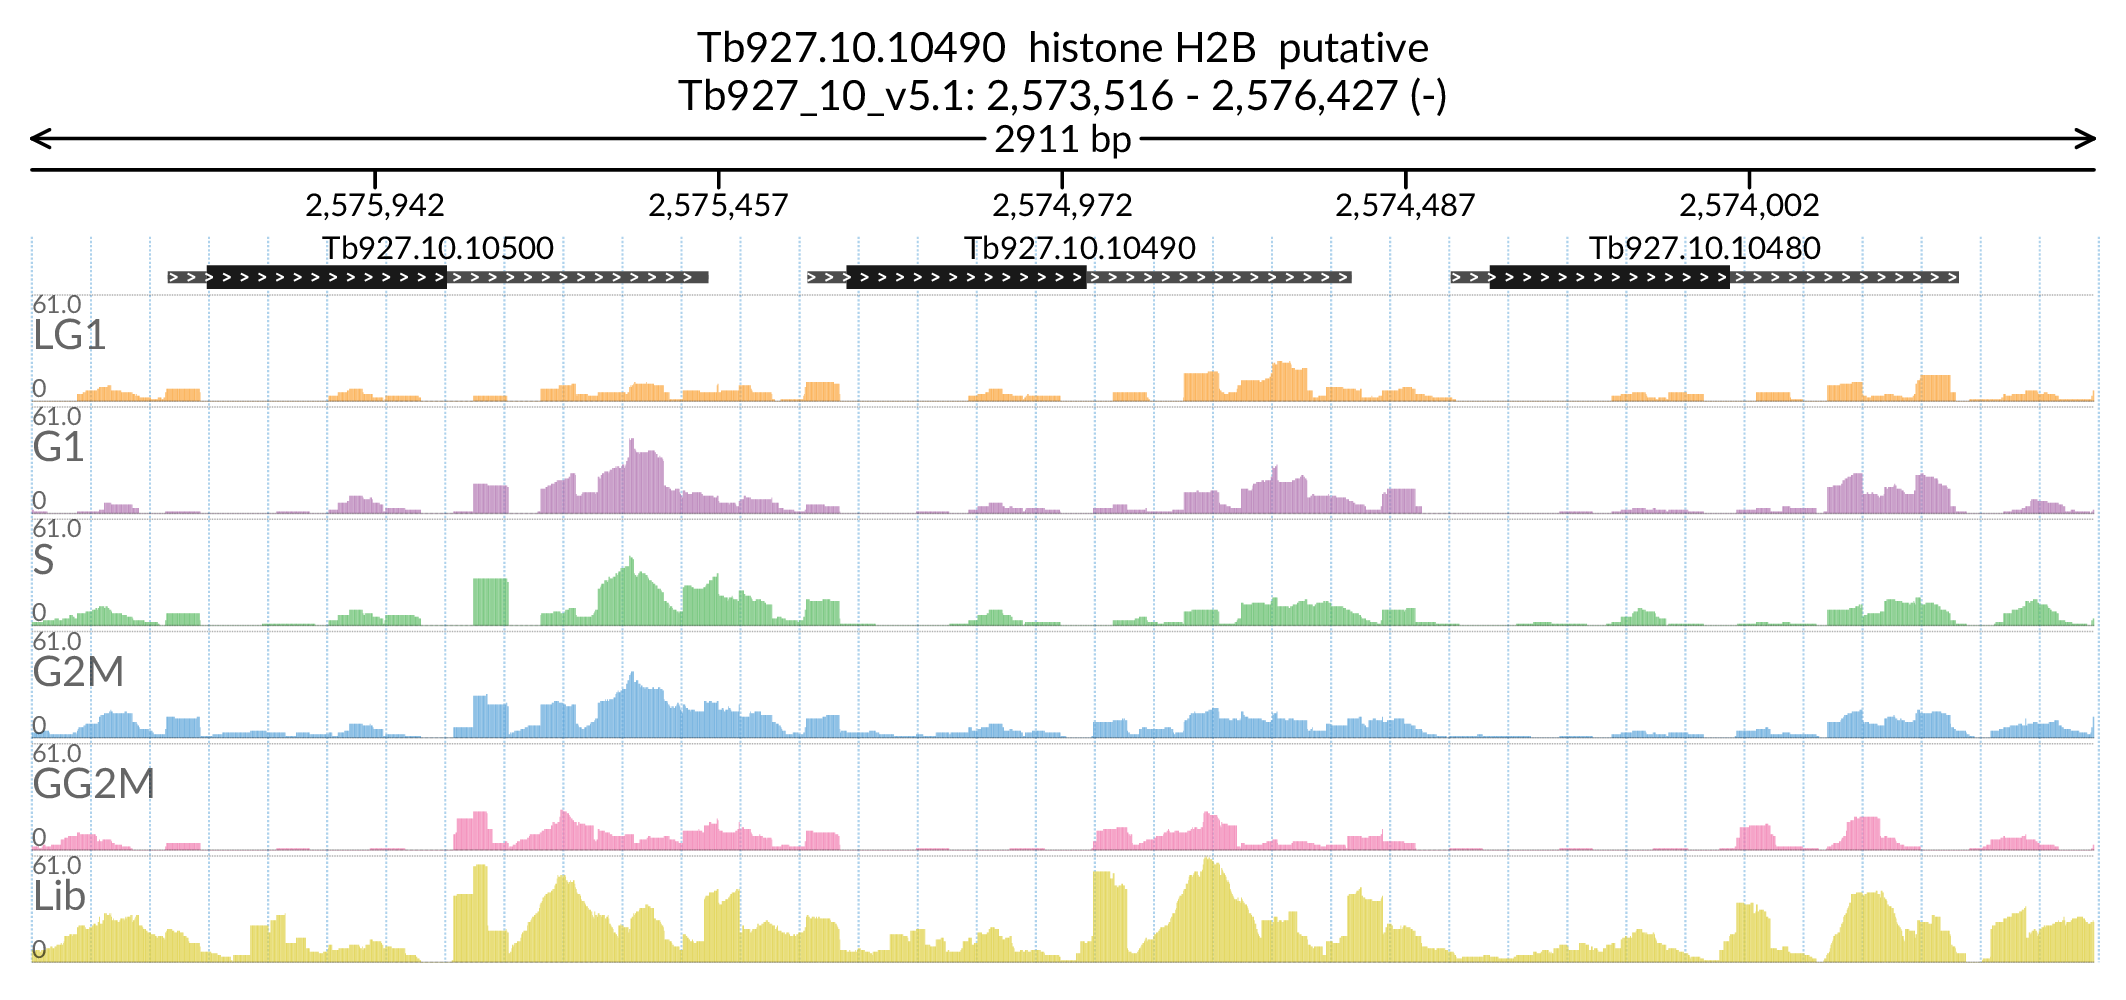 Tb927.10.10490 histone H2B putative
Tb927_10_v5.1: 2,573,516 - 2,576,427 (-)
2911 bp
2,575,942 2,575,457 2,574,972 2,574,487 2,574,002
Tb927.10.10500 Tb927.10.10490 Tb927.10.10480
61.0
LG1
0
61.0
G1
0
61.0
S
0
61.0
G2M
0
61.0
GG2M
0
61.0
Lib
0